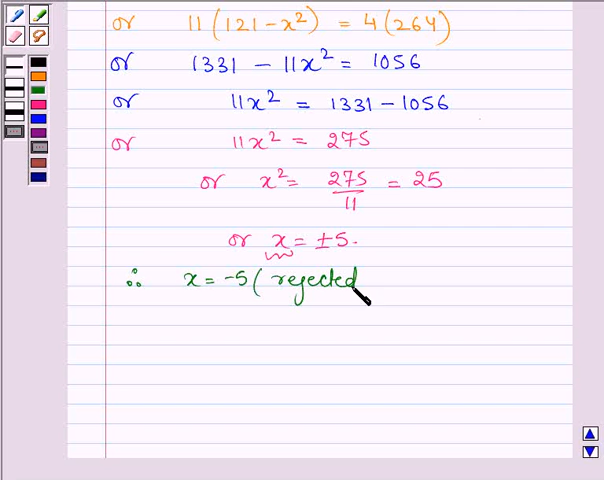 or 11(121-x²) = 4(264)
or 1331 - 11x² = 1056
or 11x² = 1331 - 1056
or 11x² = 275
or x² = 275/11 = 25
or x = ±5.
∴ x = -5 ( rejected